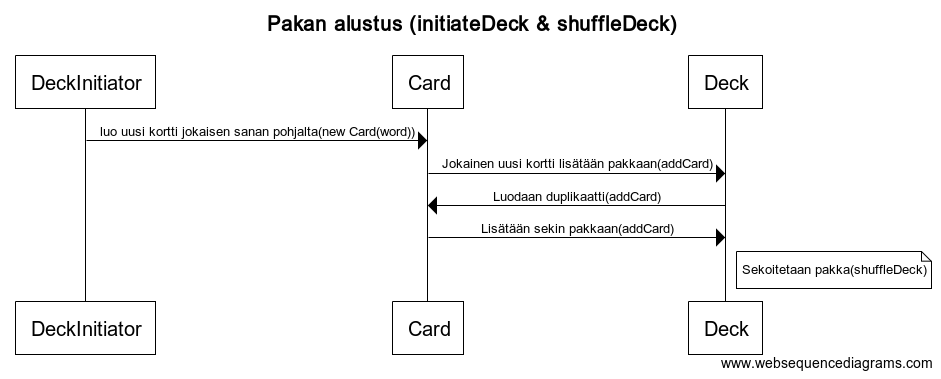 Pakan alustus (initiateDeck & shuffleDeck)
DeckInitiator
Card
Deck
luo uusi kortti jokaisen sanan pohjalta(new Card(word))
Jokainen uusi kortti lisätään pakkaan(addCard)
Luodaan duplikaatti(addCard)
Lisätään sekin pakkaan(addCard)
Sekoitetaan pakka(shuffleDeck)
DeckInitiator
Card
Deck
www.websequencediagrams.com